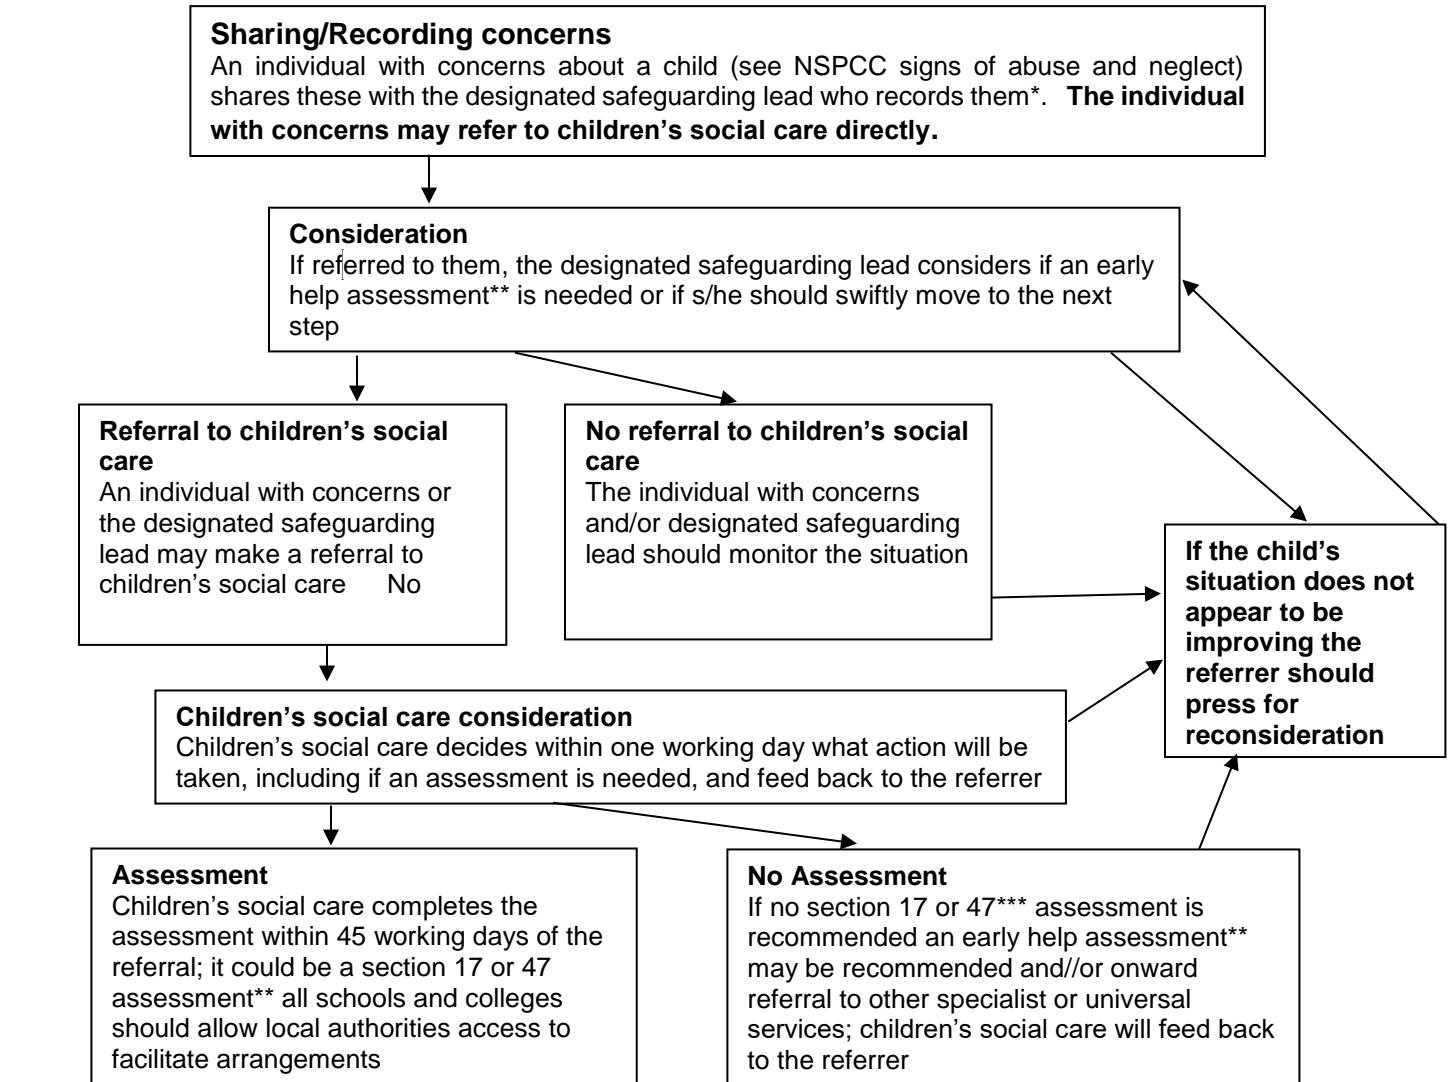 Sharing/Recording concerns
An individual with concerns about a child (see NSPCC signs of abuse and neglect)
shares these with the designated safeguarding lead who records them*. The individual
with concerns may refer to children’s social care directly.
Consideration
If referred to them, the designated safeguarding lead considers if an early
help assessment** is needed or if s/he should swiftly move to the next
step
Referral to children’s social
care
An individual with concerns or
the designated safeguarding
lead may make a referral to
children’s social care No
No referral to children’s social
care
The individual with concerns
and/or designated safeguarding
lead should monitor the situation
If the child’s
situation does not
appear to be
improving the
referrer should
press for
reconsideration
Children’s social care consideration
Children’s social care decides within one working day what action will be
taken, including if an assessment is needed, and feed back to the referrer
Assessment
Children’s social care completes the
assessment within 45 working days of the
referral; it could be a section 17 or 47
assessment** all schools and colleges
should allow local authorities access to
facilitate arrangements
No Assessment
If no section 17 or 47*** assessment is
recommended an early help assessment**
may be recommended and//or onward
referral to other specialist or universal
services; children’s social care will feed back
to the referrer